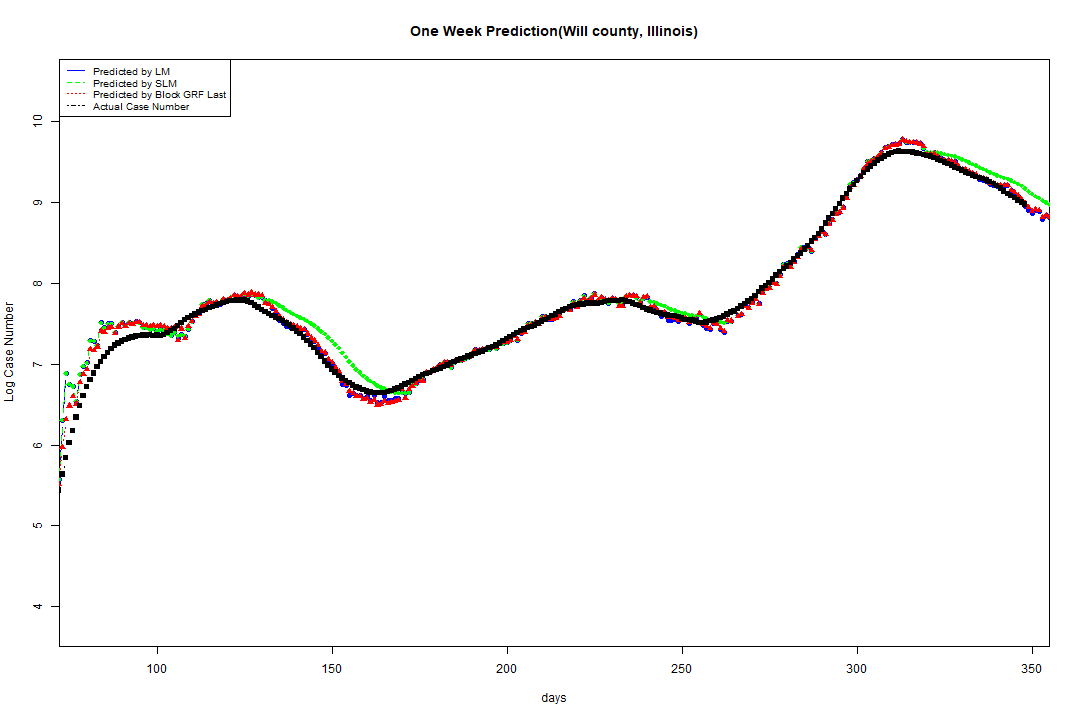 One Week Prediction(Will county, Illinois)
Predicted by LM
Predicted by SLM
Predicted by Block GRF Last
Actual Case Number
10
9
8
7
6
5
4
Log Case Number
100 150 200 250 300 350
days